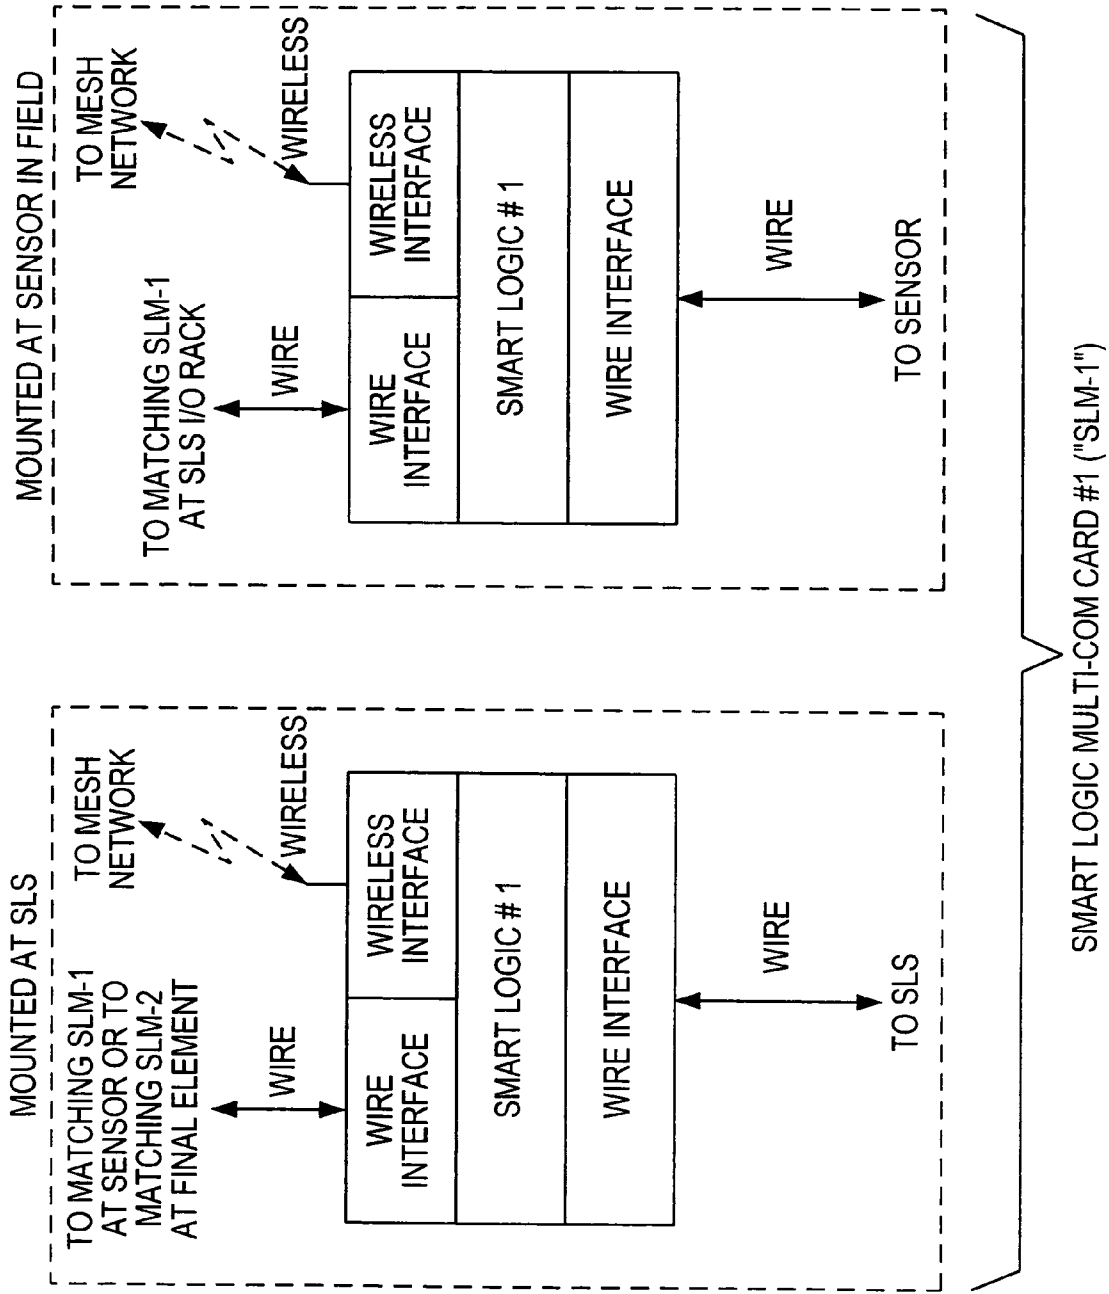 MOUNTED AT SLS
TO MATCHING SLM-1
AT SENSOR OR TO
MATCHING SLM-2
AT FINAL ELEMENT
TO MESH
NETWORK
WIRE
WIRELESS
WIRE
INTERFACE
WIRELESS
INTERFACE
SMART LOGIC # 1
WIRE INTERFACE
WIRE
TO SLS
MOUNTED AT SENSOR IN FIELD
TO MATCHING SLM-1
AT SLS I/O RACK
TO MESH
NETWORK
WIRE
WIRELESS
WIRE
INTERFACE
WIRELESS
INTERFACE
SMART LOGIC # 1
WIRE INTERFACE
WIRE
TO SENSOR
SMART LOGIC MULTI-COM CARD #1 ("SLM-1")